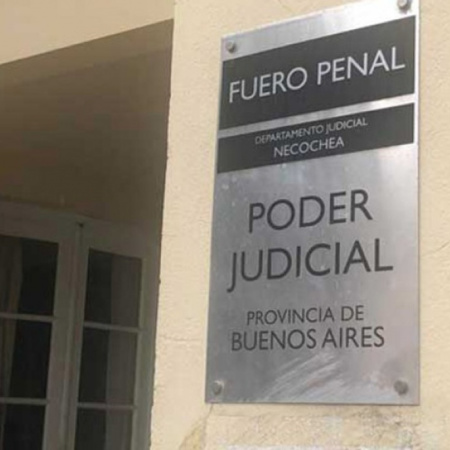 FUERO PENAL
DEPARTAMENTO JUDICIAL
NECOCHEA
PODER
JUDICIAL
PROVINCIA DE
BUENOS AIRES